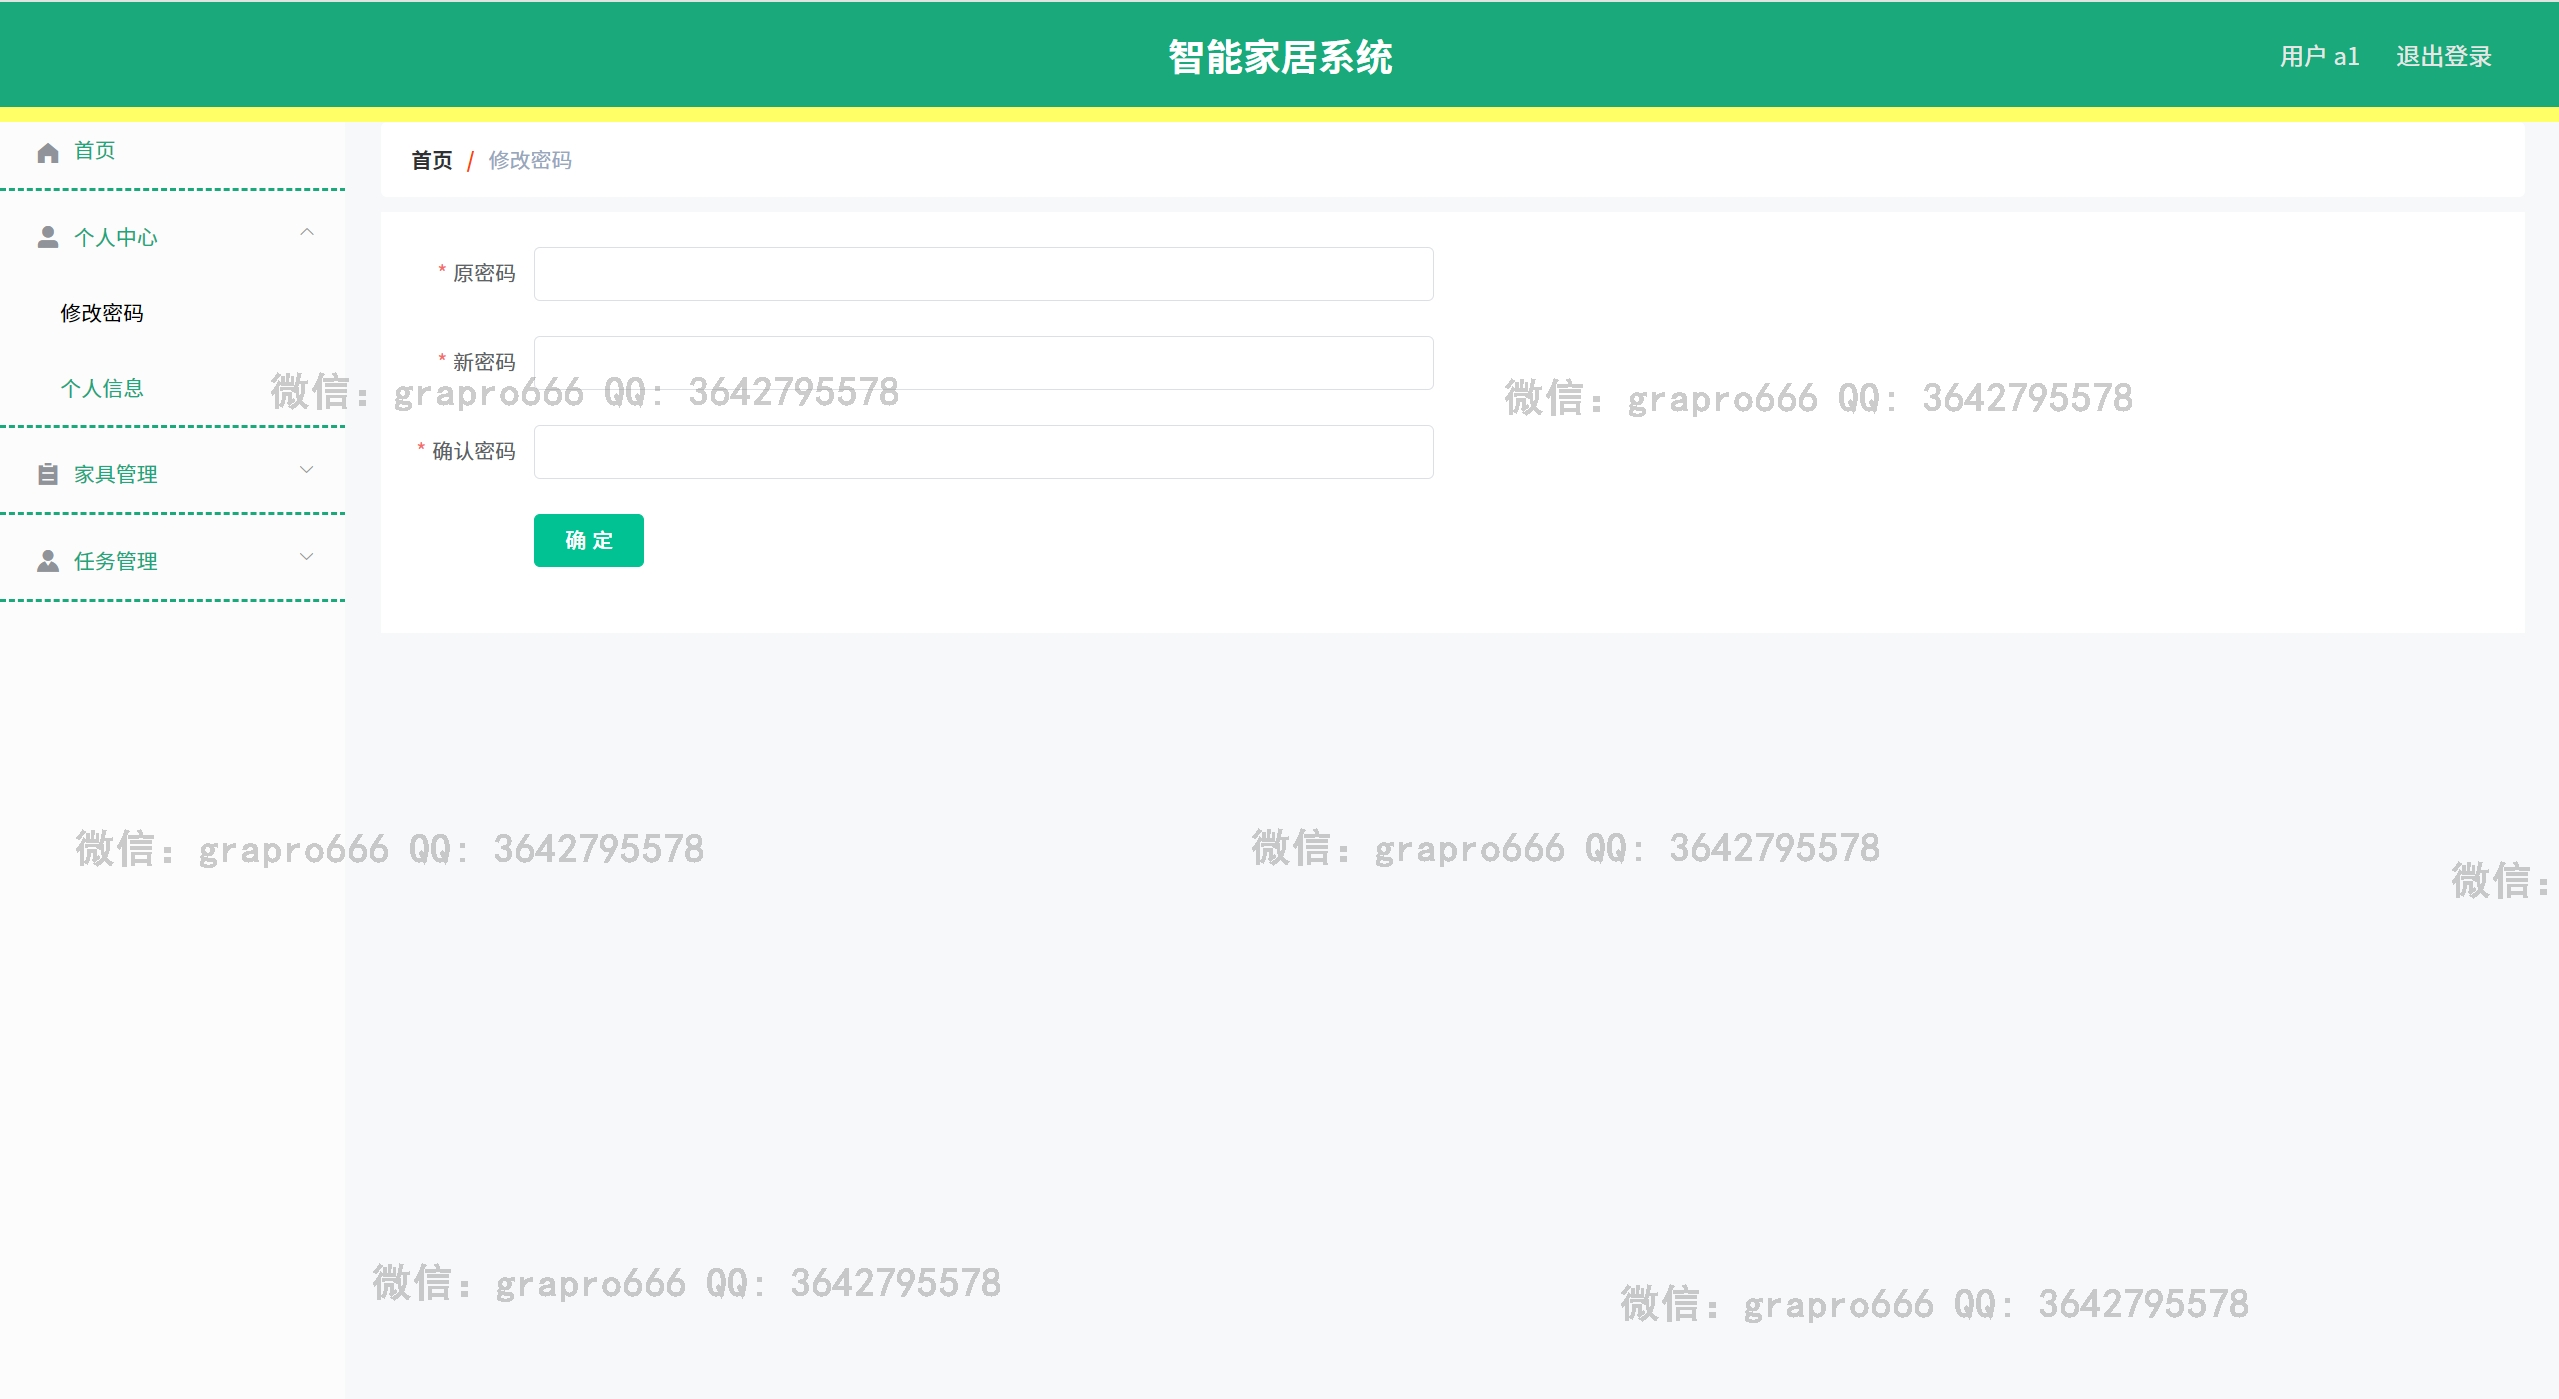 智能家居系统
用户 a1
退出登录
首页
首页 / 修改密码
个人中心
* 原密码
修改密码
* 新密码
个人信息
微信：grapro666 QQ：3642795578
微信：grapro666 QQ：3642795578
* 确认密码
家具管理
确 定
任务管理
微信：grapro666 QQ：3642795578
微信：grapro666 QQ：3642795578
微信：
微信：grapro666 QQ：3642795578
微信：grapro666 QQ：3642795578